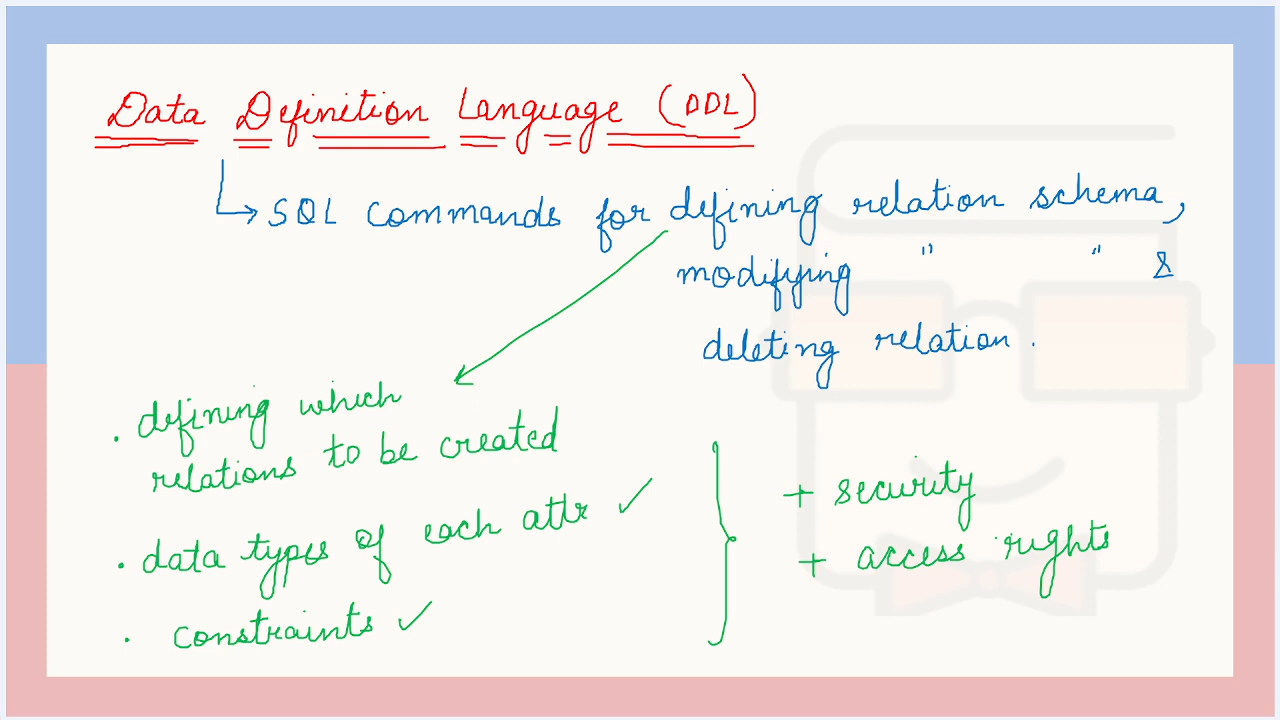 Data Definition Language (DDL)
SQL commands for defining relation schema,
modifying " " &
deleting relation.
. defining which
relations to be created
. data types of each attr ✓
. constraints ✓
+ security
+ access rights